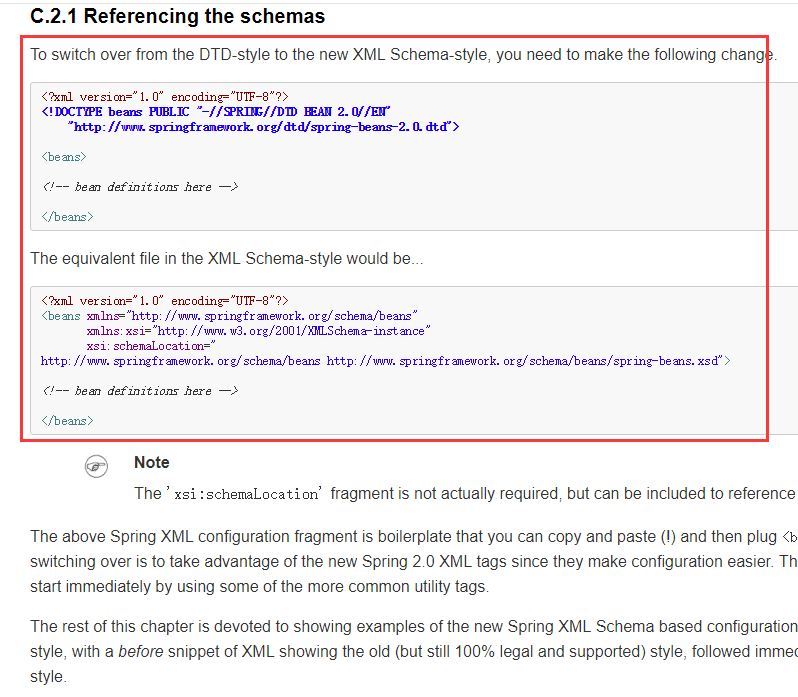 C.2.1 Referencing the schemas
To switch over from the DTD-style to the new XML Schema-style, you need to make the following change.
<?xml version="1.0" encoding="UTF-8"?>
<!DOCTYPE beans PUBLIC "-//SPRING//DTD BEAN 2.0//EN"
"http://www.springframework.org/dtd/spring-beans-2.0.dtd">
<beans>
<!-- bean definitions here -->
</beans>
The equivalent file in the XML Schema-style would be...
<?xml version="1.0" encoding="UTF-8"?>
<beans xmlns="http://www.springframework.org/schema/beans"
xmlns:xsi="http://www.w3.org/2001/XMLSchema-instance"
xsi:schemaLocation="
http://www.springframework.org/schema/beans http://www.springframework.org/schema/beans/spring-beans.xsd">
<!-- bean definitions here -->
</beans>
Note
The 'xsi:schemaLocation' fragment is not actually required, but can be included to reference
The above Spring XML configuration fragment is boilerplate that you can copy and paste (!) and then plug <b
switching over is to take advantage of the new Spring 2.0 XML tags since they make configuration easier. Th
start immediately by using some of the more common utility tags.
The rest of this chapter is devoted to showing examples of the new Spring XML Schema based configuration
style, with a before snippet of XML showing the old (but still 100% legal and supported) style, followed immed
style.